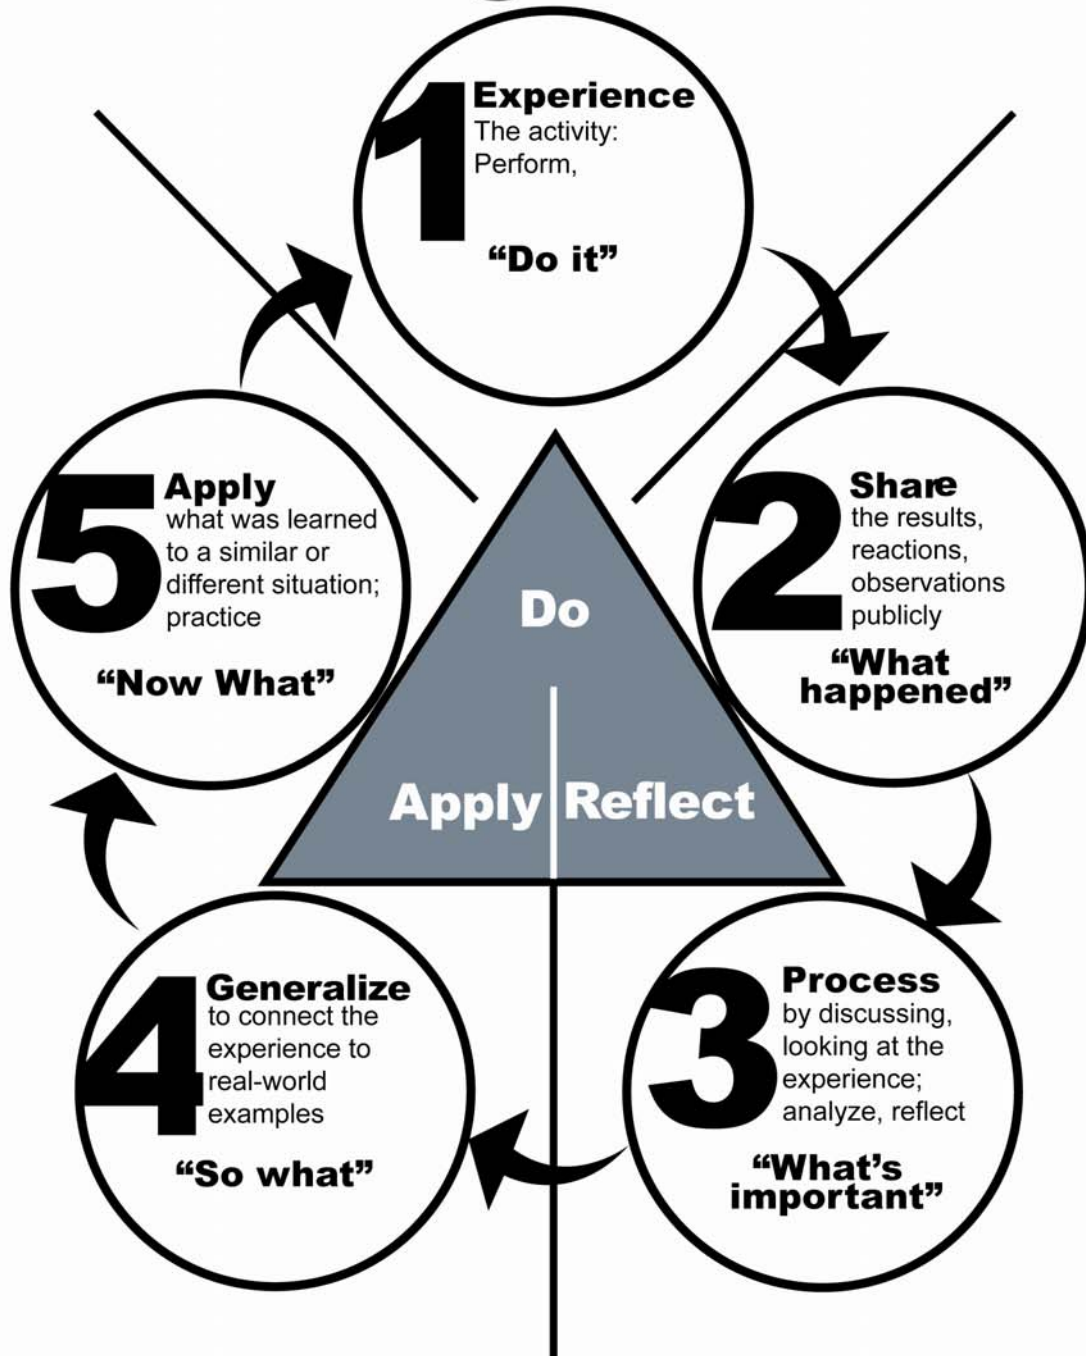 1
Experience
The activity:
Perform,
“Do it”
2
Share
the results,
reactions,
observations
publicly
“What
happened”
3
Process
by discussing,
looking at the
experience;
analyze, reflect
“What’s
important”
4
Generalize
to connect the
experience to
real-world
examples
“So what”
5
Apply
what was learned
to a similar or
different situation;
practice
“Now What”
Do
Apply
Reflect